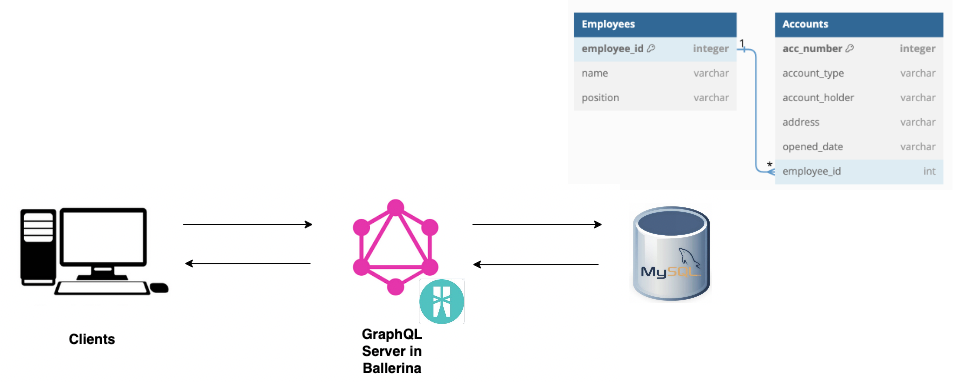 Employees
employee_id integer
name varchar
position varchar
1
*
Accounts
acc_number integer
account_type varchar
account_holder varchar
address varchar
opened_date varchar
employee_id int
Clients
GraphQL
Server in
Ballerina
MySQL